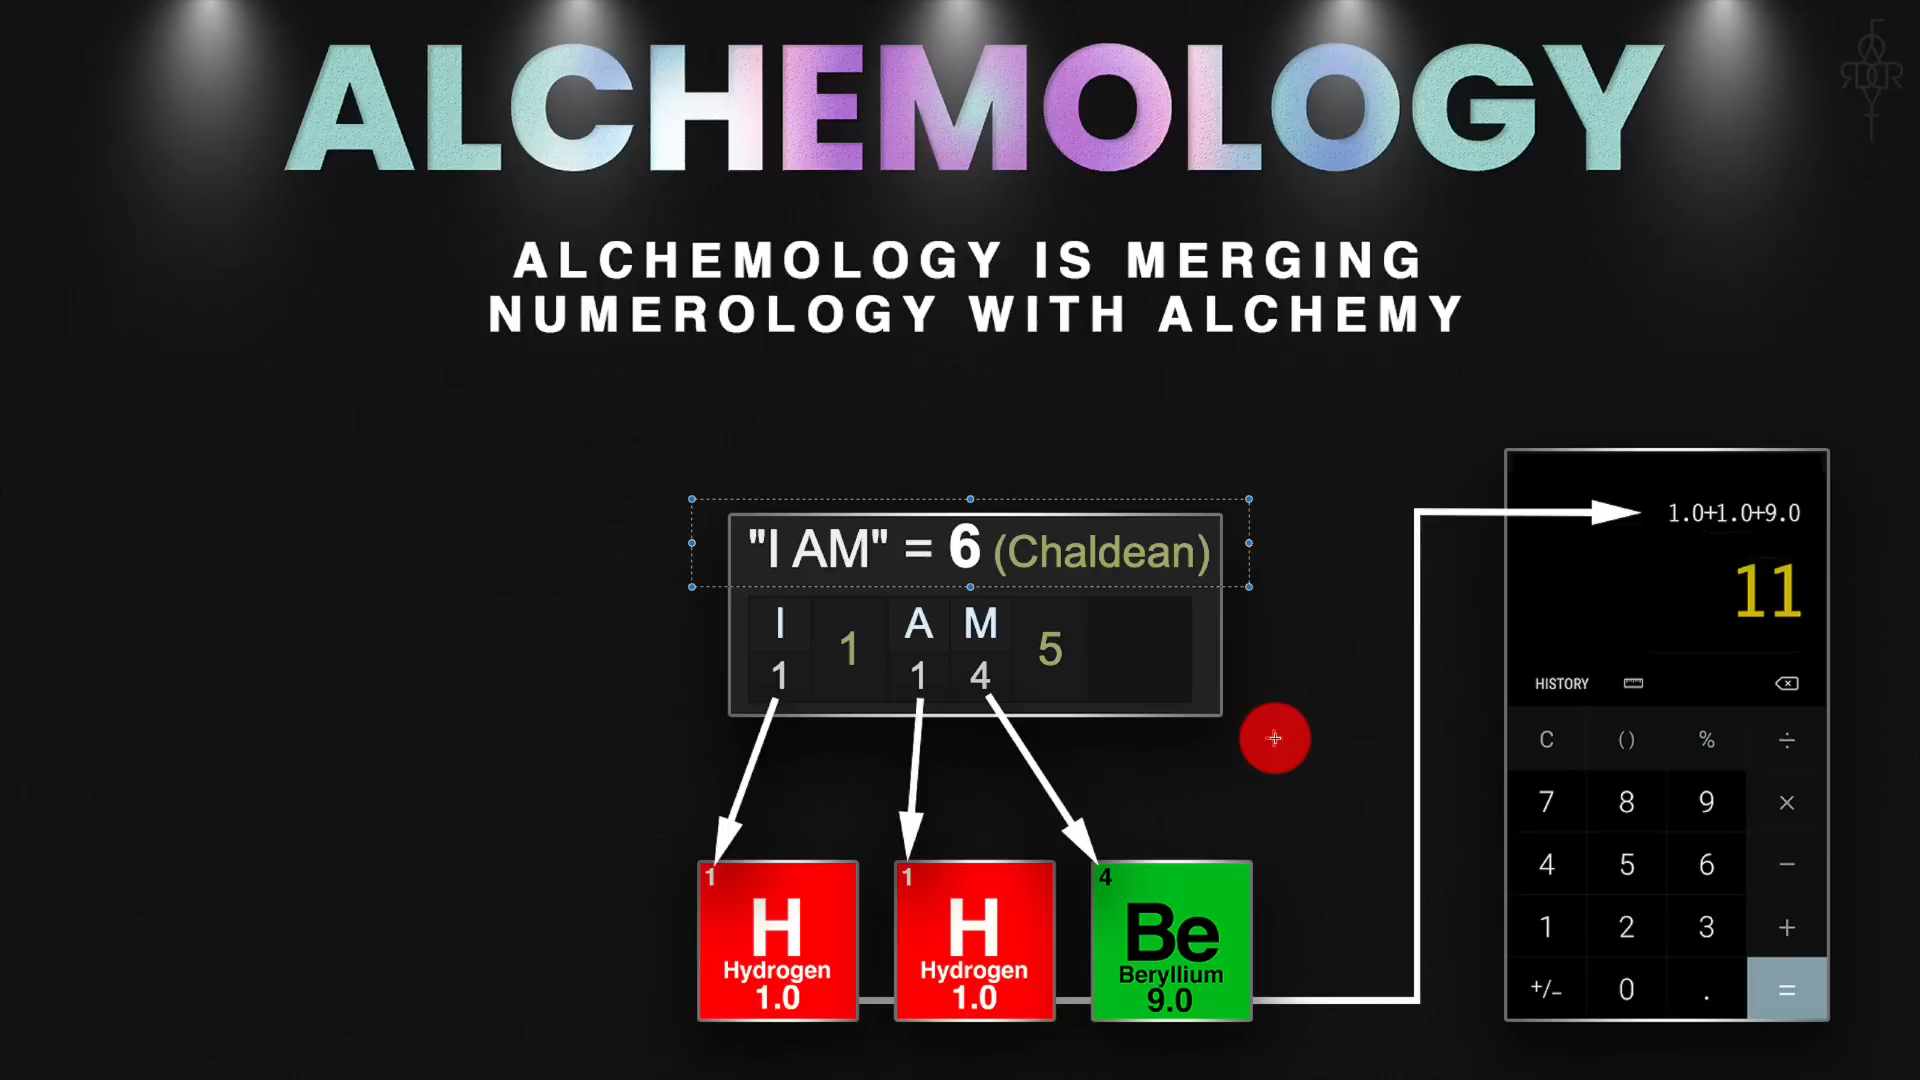 ALCHEMOLOGY
ALCHEMOLOGY IS MERGING
NUMEROLOGY WITH ALCHEMY
"I AM" = 6 (Chaldean)
I A M
1 1 1 4 5
1 H Hydrogen 1.0
1 H Hydrogen 1.0
4 Be Beryllium 9.0
1.0+1.0+9.0
11
HISTORY
C ( ) % ÷
7 8 9 ×
4 5 6 −
1 2 3 +
+/− 0 . =